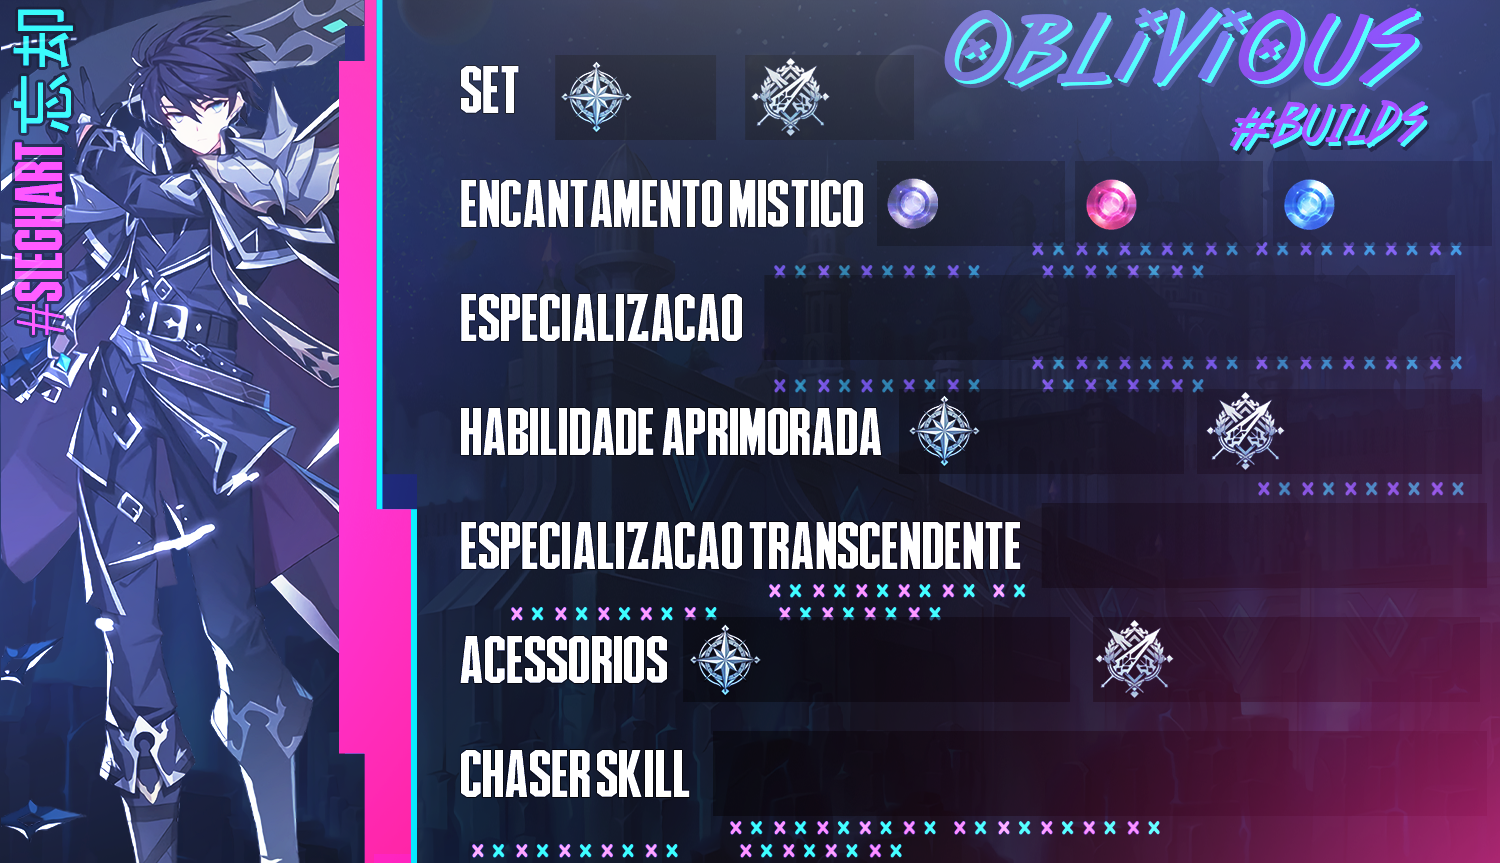 #SIEGHART 忘却
OBLIVIOUS
#BUILDS
SET
ENCANTAMENTO MISTICO
ESPECIALIZACAO
HABILIDADE APRIMORADA
ESPECIALIZACAO TRANSCENDENTE
ACESSORIOS
CHASER SKILL